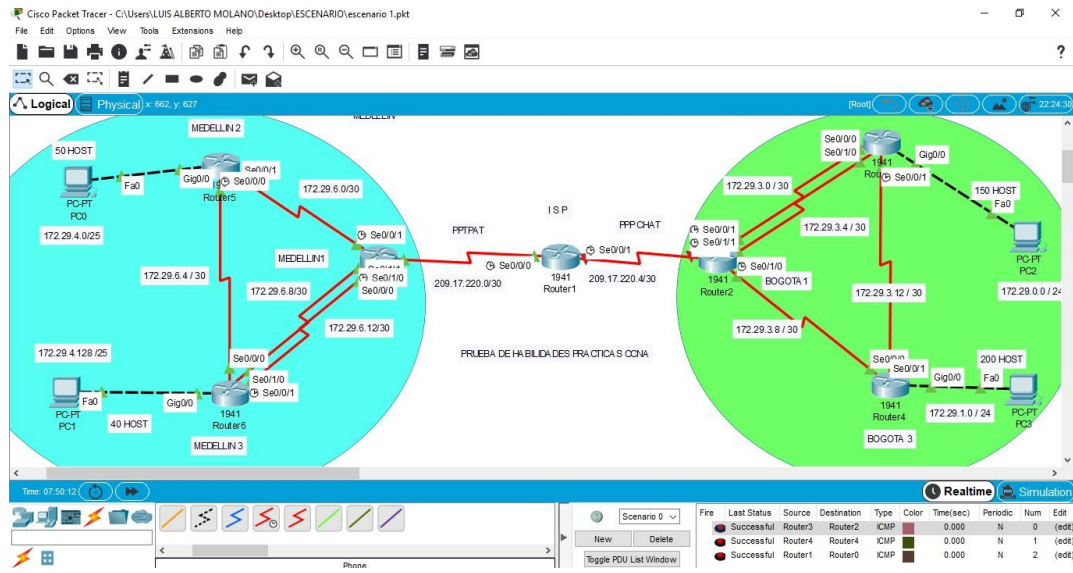 Cisco Packet Tracer - C:\Users\LUIS ALBERTO MOLANO\Desktop\ESCENARIO\escenario 1.pkt
File Edit Options View Tools Extensions Help
?
Logical
Physical
x: 662, y: 627
[Root]
22:24:30
MEDELLIN 2
50 HOST
Fa0
Gig0/0
Se0/0/1
Se0/0/0
Router5
PC-PT
PC0
172.29.4.0/25
172.29.6.0/30
MEDELLIN1
Se0/0/1
Se0/1/0
Se0/0/0
172.29.6.4 / 30
172.29.6.8/30
172.29.6.12/30
172.29.4.128 /25
Se0/0/0
Se0/1/0
Se0/0/1
Fa0
Gig0/0
PC-PT
PC1
40 HOST
1941
Router6
MEDELLIN 3
I S P
PPTPAT
PPP CHAT
Se0/0/0
Se0/0/1
209.17.220.0/30
209.17.220.4/30
1941
Router1
PRUEBA DE HABILIDADES PRACTICAS CCNA
Se0/0/0
Se0/1/0
1941
Gig0/0
Se0/0/1
150 HOST
Fa0
172.29.3.0 / 30
172.29.3.4 / 30
Se0/0/1
Se0/1/1
Se0/1/0
1941
Router2
BOGOTA 1
PC-PT
PC2
172.29.0.0 / 24
172.29.3.12 / 30
172.29.3.8 / 30
Se0/0/0
Se0/0/1
200 HOST
Gig0/0
Fa0
1941
Router4
172.29.1.0 / 24
PC-PT
PC3
BOGOTA 3
Time: 07:50:12
Realtime
Simulation
Scenario 0
New
Delete
Toggle PDU List Window
Fire Last Status Source Destination Type Color Time(sec) Periodic Num Edit
Successful Router3 Router2 ICMP 0.000 N 0 (edit)
Successful Router4 Router4 ICMP 0.000 N 1 (edit)
Successful Router1 Router0 ICMP 0.000 N 2 (edit)
Phone